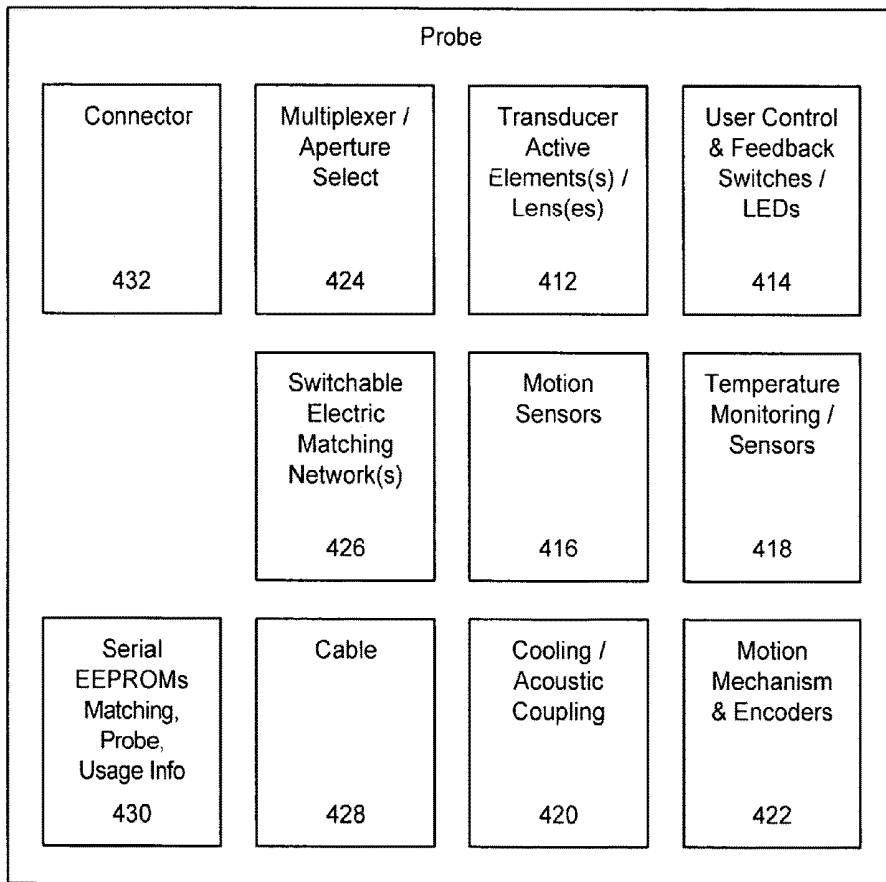 Probe
Connector
432
Multiplexer /
Aperture
Select
424
Transducer
Active
Elements(s) /
Lens(es)
412
User Control
& Feedback
Switches /
LEDs
414
Switchable
Electric
Matching
Network(s)
426
Motion
Sensors
416
Temperature
Monitoring /
Sensors
418
Serial
EEPROMs
Matching,
Probe,
Usage Info
430
Cable
428
Cooling /
Acoustic
Coupling
420
Motion
Mechanism
& Encoders
422